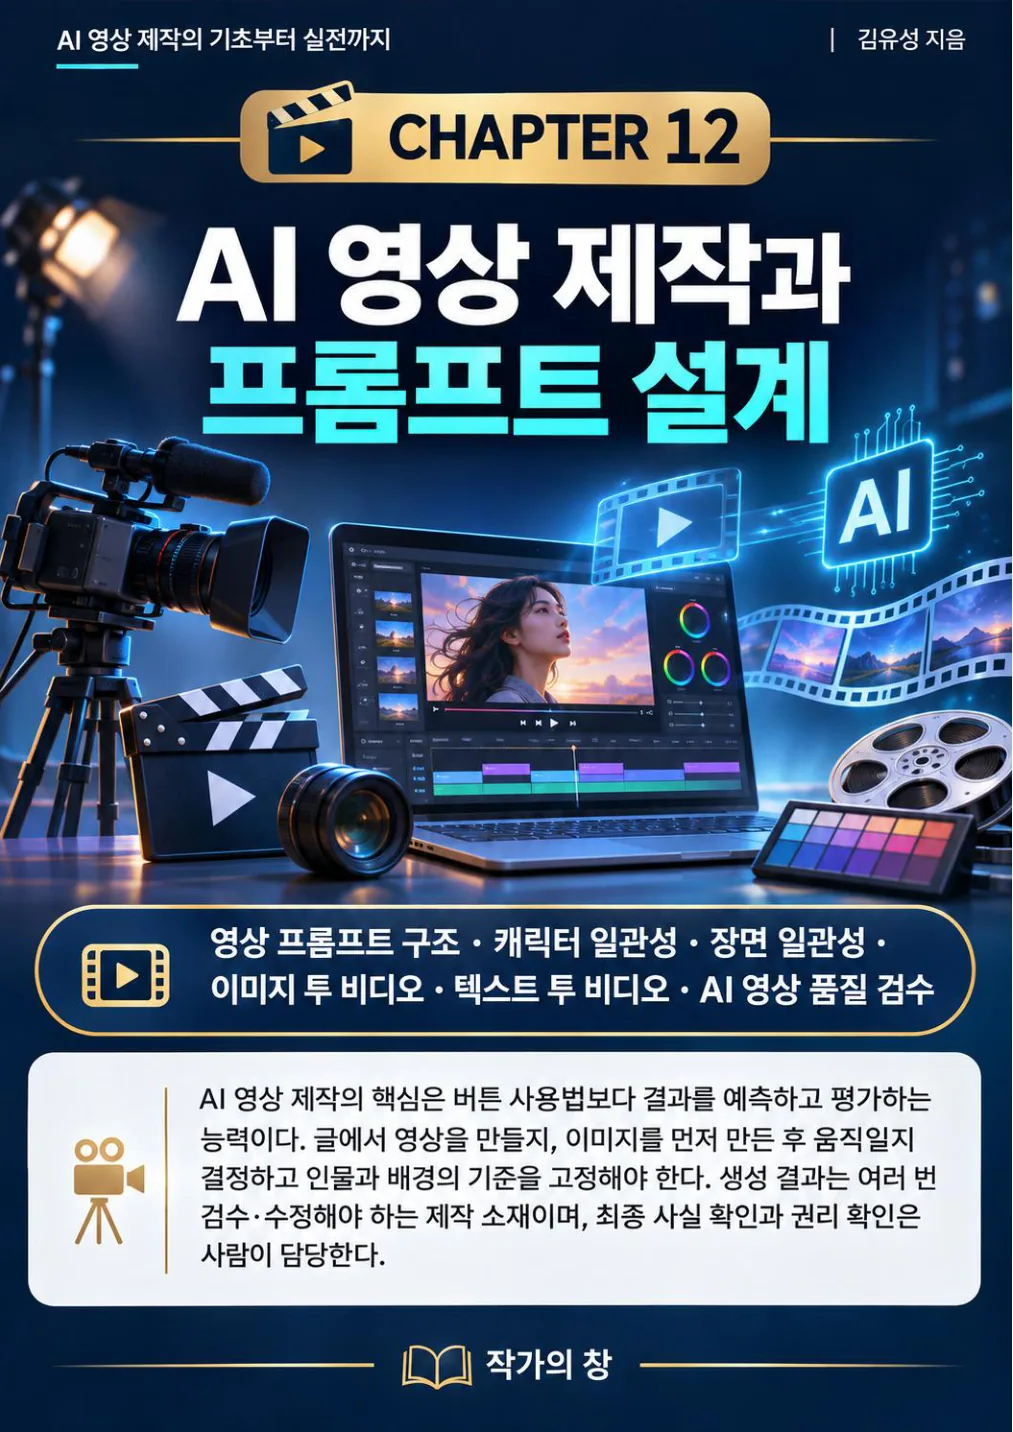 AI 영상 제작의 기초부터 실전까지
| 김유성 지음
CHAPTER 12
AI 영상 제작과
프롬프트 설계
AI
영상 프롬프트 구조 · 캐릭터 일관성 · 장면 일관성 ·
이미지 투 비디오 · 텍스트 투 비디오 · AI 영상 품질 검수
AI 영상 제작의 핵심은 버튼 사용법보다 결과를 예측하고 평가하는
능력이다. 글에서 영상을 만들지, 이미지를 먼저 만든 후 움직일지
결정하고 인물과 배경의 기준을 고정해야 한다. 생성 결과는 여러 번
검수·수정해야 하는 제작 소재이며, 최종 사실 확인과 권리 확인은
사람이 담당한다.
작가의 창